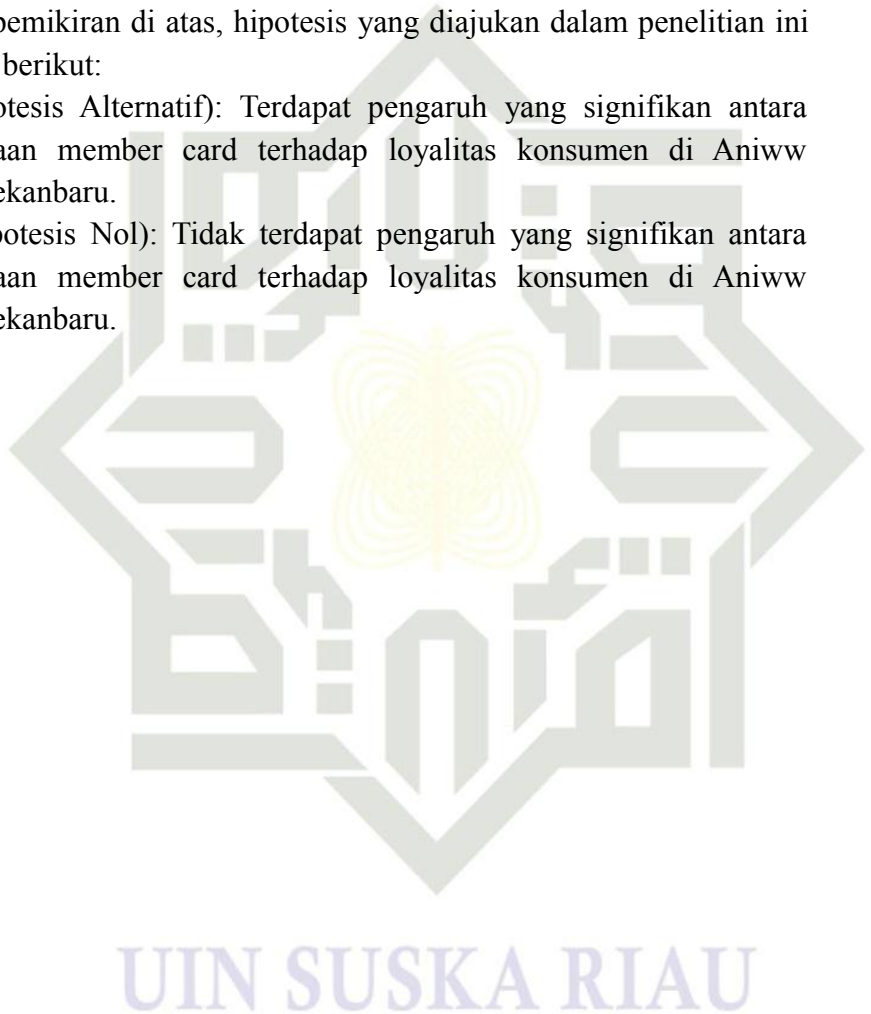 pemikiran di atas, hipotesis yang diajukan dalam penelitian ini
berikut:
otesis Alternatif): Terdapat pengaruh yang signifikan antara
aan member card terhadap loyalitas konsumen di Aniww
ekanbaru.
potesis Nol): Tidak terdapat pengaruh yang signifikan antara
aan member card terhadap loyalitas konsumen di Aniww
ekanbaru.
UIN SUSKA RIAU